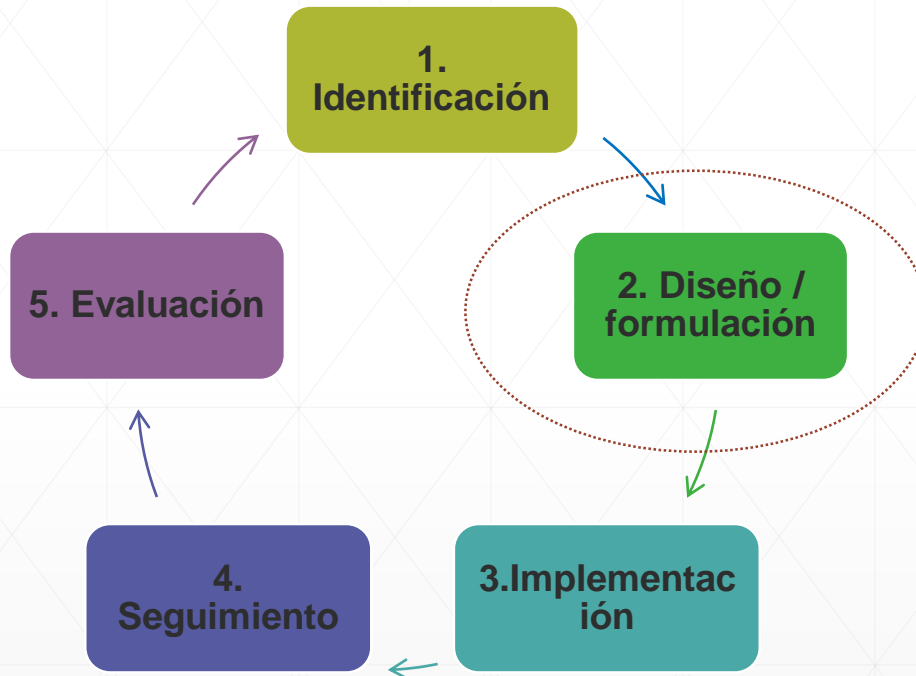 1.
Identificación
2. Diseño /
formulación
3.Implementac
ión
4.
Seguimiento
5. Evaluación